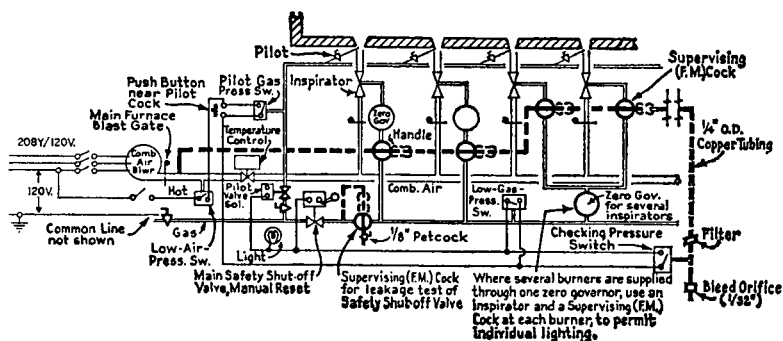 Pilot
Inspirator
Supervising
(F.M.) Cock
Push Button
near Pilot
Cock
Pilot Gas
Press Sw.
Main Furnace
Blast Gate
Temperature
Control
Zero
Gov.
Handle
1/4" O.D.
Copper Tubing
208Y/120V.
Comb
Air
Blwr
120V.
Hot
Pilot
Valve
Sol.
B
Comb. Air
Low-Gas-
Press.
Sw.
Zero Gov.
for several
inspirators
Common Line
not shown
Gas
Low-Air-
Press. Sw.
Light
1/8" Petcock
Checking Pressure
Switch
Filter
Main Safety Shut-off
Valve, Manual Reset
Supervising (F.M.) Cock
for leakage test of
Safety Shut-off Valve
Where several burners are supplied
through one zero governor, use an
Inspirator and a Supervising (F.M.)
Cock at each burner, to permit
individual lighting.
Bleed Orifice
(1/32")